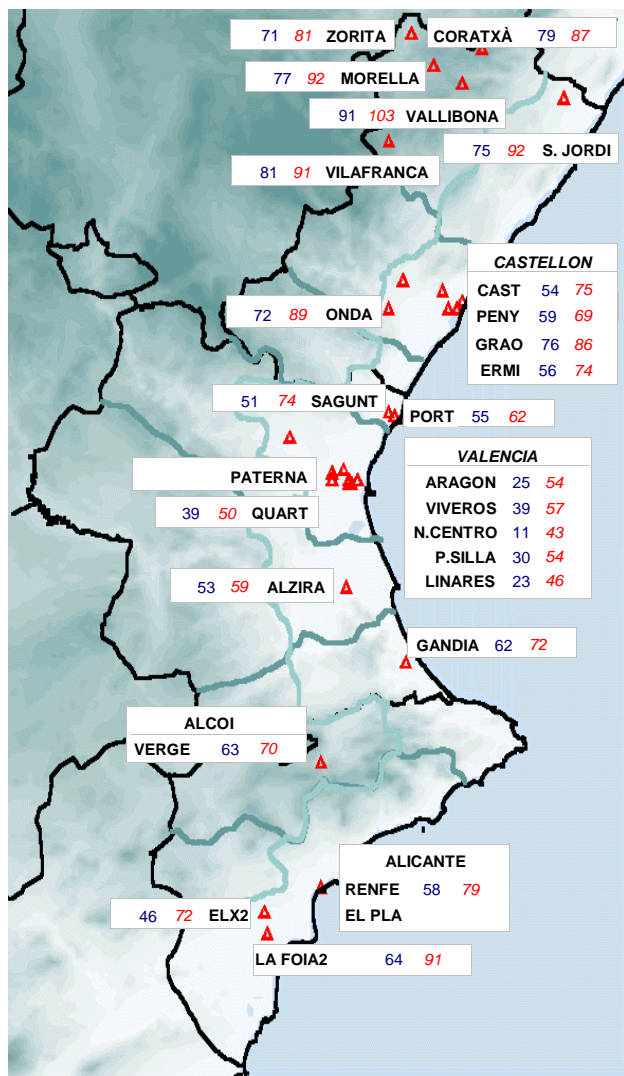 71 81 ZORITA
CORATXÀ 79 87
77 92 MORELLA
91 103 VALLIBONA
75 92 S. JORDI
81 91 VILAFRANCA
CASTELLON
CAST 54 75
PENY 59 69
GRAO 76 86
ERMI 56 74
72 89 ONDA
51 74 SAGUNT
PORT 55 62
PATERNA
39 50 QUART
VALENCIA
ARAGON 25 54
VIVEROS 39 57
N.CENTRO 11 43
P.SILLA 30 54
LINARES 23 46
53 59 ALZIRA
GANDIA 62 72
ALCOI
VERGE 63 70
ALICANTE
RENFE 58 79
EL PLA
46 72 ELX2
LA FOIA2 64 91